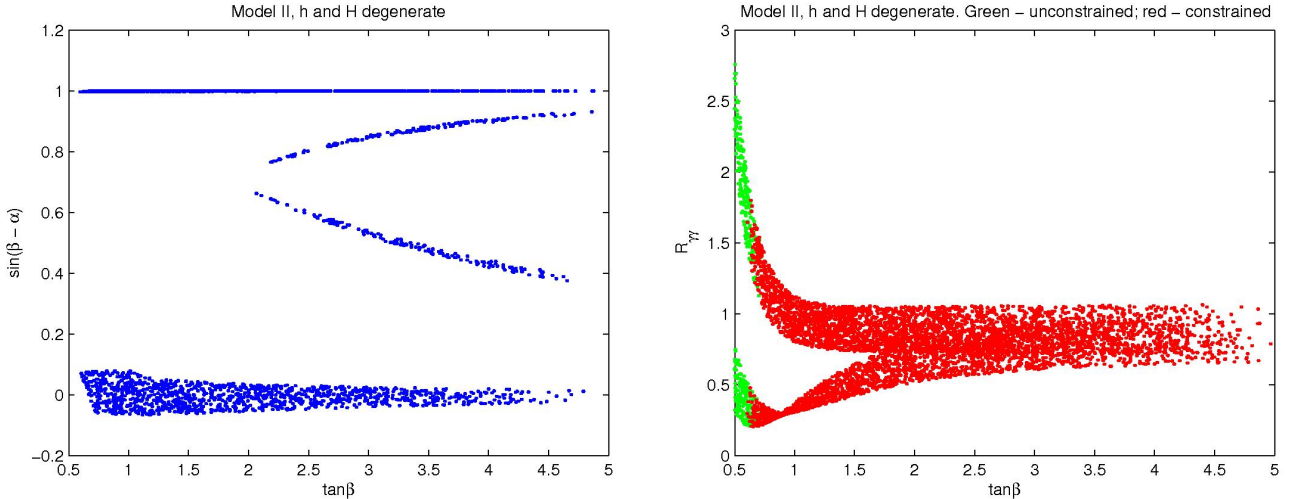 Model II, h and H degenerate
1.2
1
0.8
0.6
0.4
0.2
0
−0.2
sin(β − α)
0.5 1 1.5 2 2.5 3 3.5 4 4.5 5
tanβ
Model II, h and H degenerate. Green − unconstrained; red − constrained
3
2.5
2
1.5
1
0.5
0
Rγγ
0.5 1 1.5 2 2.5 3 3.5 4 4.5 5
tanβ